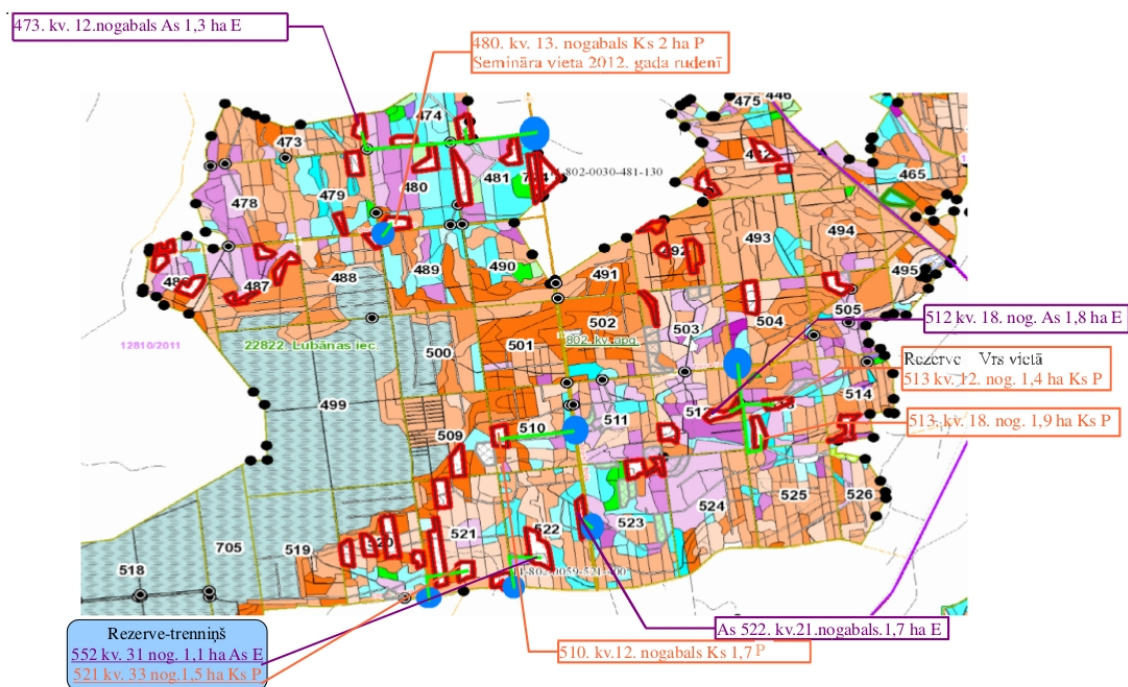 473. kv. 12.nogabals As 1,3 ha E
480. kv. 13. nogabals Ks 2 ha P
Semināra vieta 2012. gada rudenī
474
475
446
473
465
481
1-802-0030-481-130
480
479
478
494
493
490
489
488
487
491
495
505
504
503
502
602. kv. apg.
501
500
512 kv. 18. nog. As 1,8 ha E
12810/2011
22822. Lubānas iec
Rezerve Vrs vietā
513 kv. 12. nog. 1,4 ha Ks P
499
514
511
510
509
513. kv. 18. nog. 1,9 ha Ks P
526
525
524
523
522
521
520
519
705
518
Rezerve-trenniņš
552 kv. 31 nog. 1,1 ha As E
521 kv. 33 nog.1,5 ha Ks P
As 522. kv.21.nogabals.1,7 ha E
510. kv.12. nogabals Ks 1,7 P